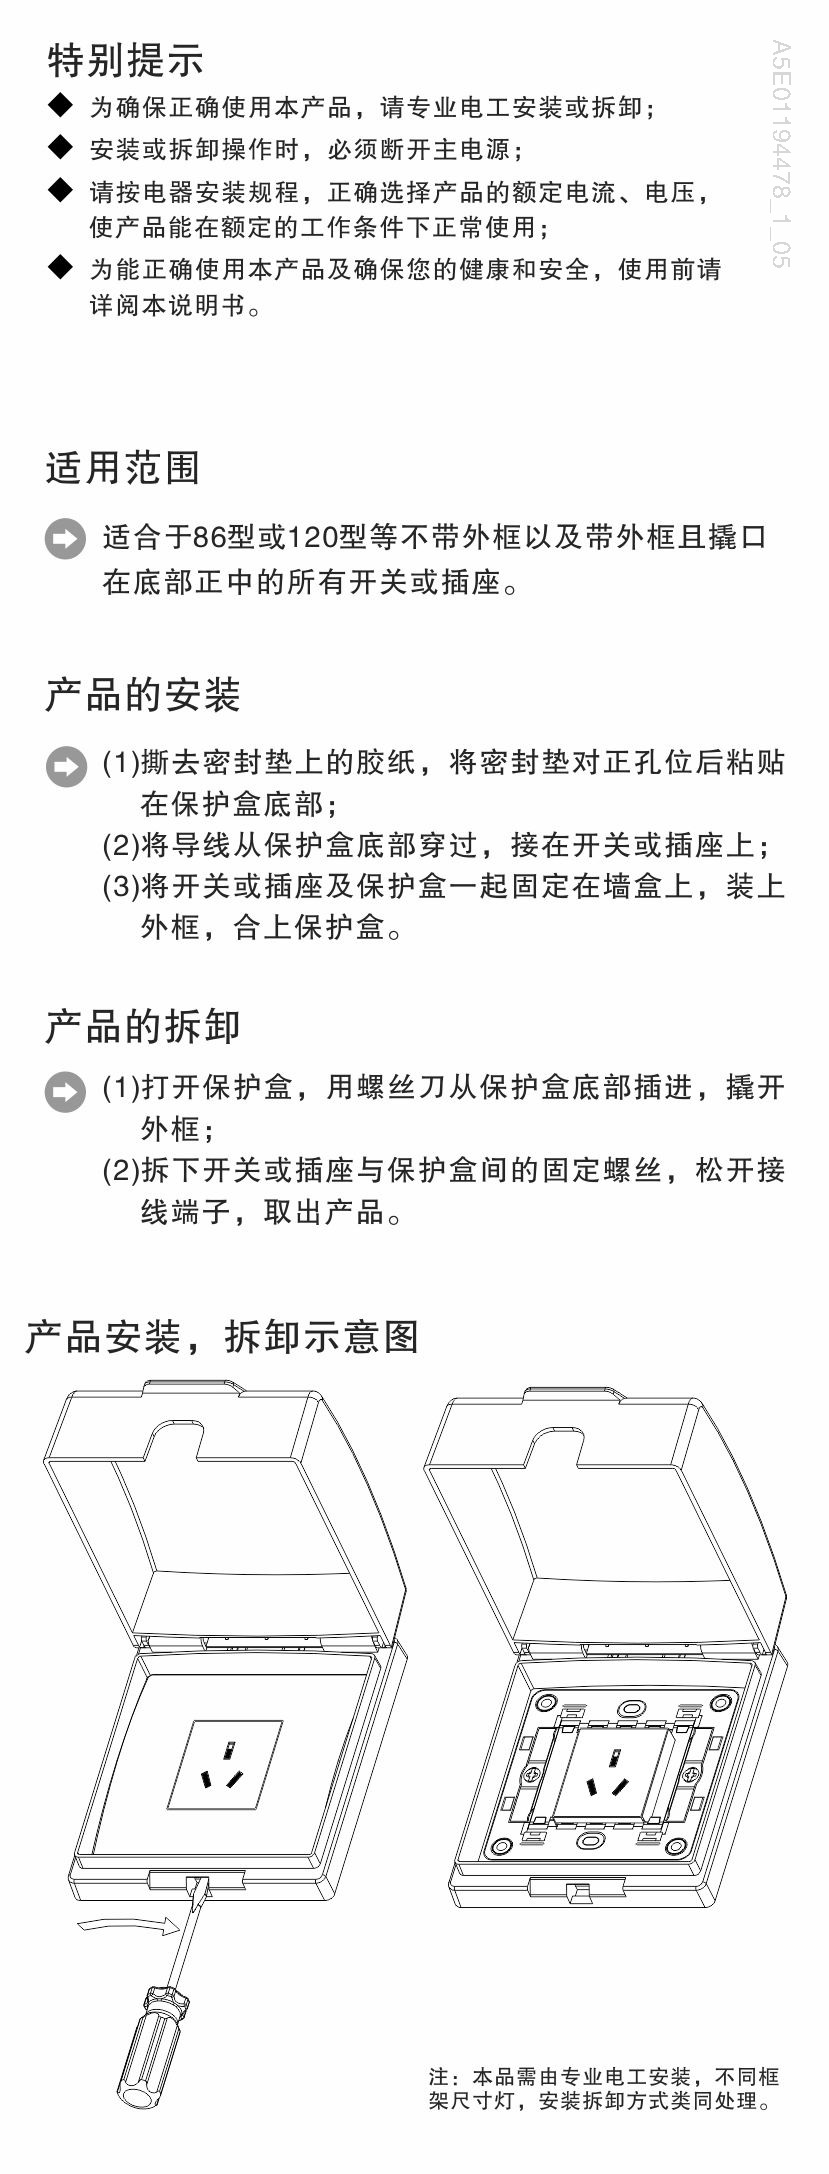 特别提示
A5E01194478_1_05
◆ 为确保正确使用本产品，请专业电工安装或拆卸；
◆ 安装或拆卸操作时，必须断开主电源；
◆ 请按电器安装规程，正确选择产品的额定电流、电压，
使产品能在额定的工作条件下正常使用；
◆ 为能正确使用本产品及确保您的健康和安全，使用前请
详阅本说明书。
适用范围
适合于86型或120型等不带外框以及带外框且撬口
在底部正中的所有开关或插座。
产品的安装
(1)撕去密封垫上的胶纸，将密封垫对正孔位后粘贴
在保护盒底部；
(2)将导线从保护盒底部穿过，接在开关或插座上；
(3)将开关或插座及保护盒一起固定在墙盒上，装上
外框，合上保护盒。
产品的拆卸
(1)打开保护盒，用螺丝刀从保护盒底部插进，撬开
外框；
(2)拆下开关或插座与保护盒间的固定螺丝，松开接
线端子，取出产品。
产品安装，拆卸示意图
注：本品需由专业电工安装，不同框
架尺寸灯，安装拆卸方式类同处理。